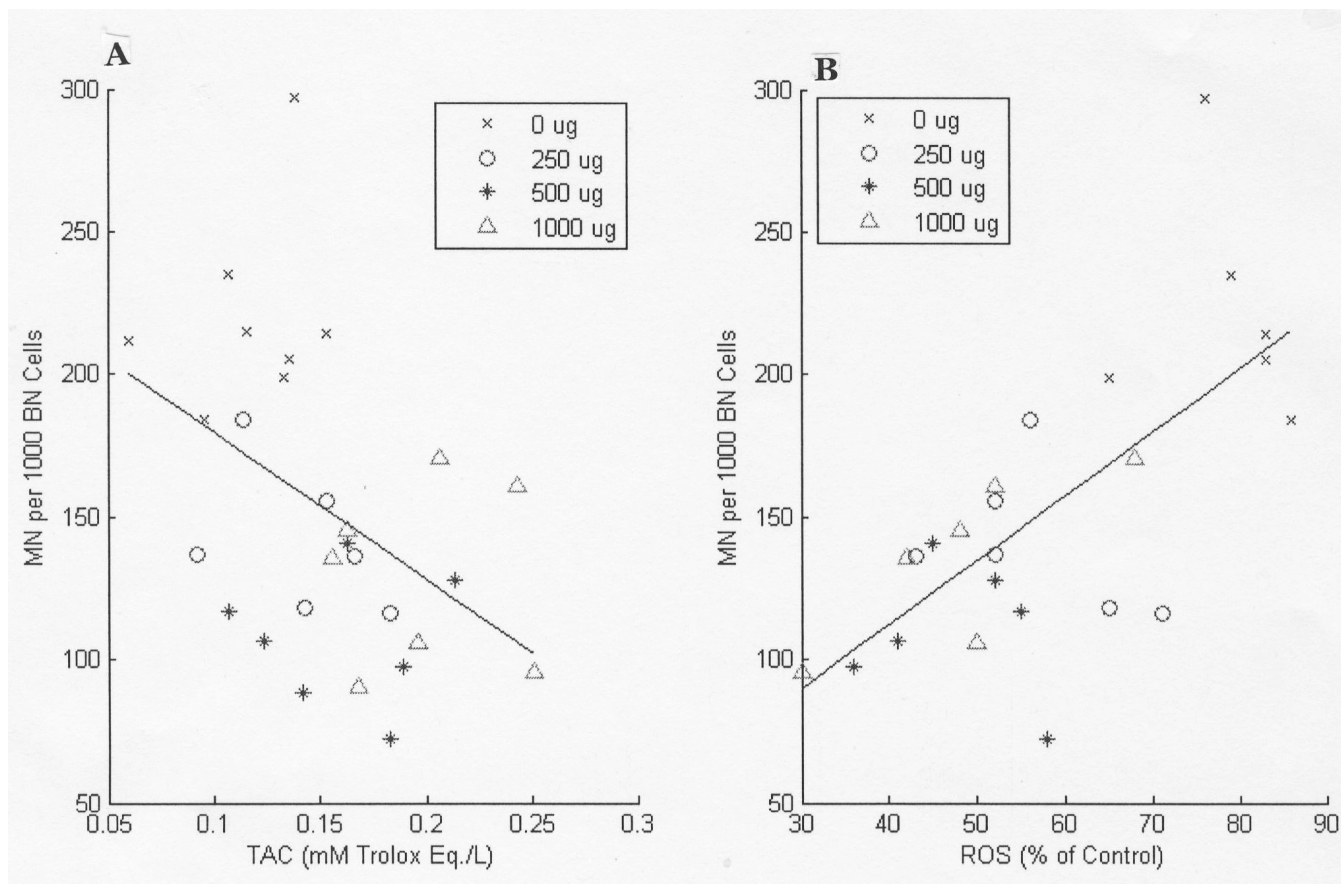 A
300
250
200
150
100
50
0.05 0.1 0.15 0.2 0.25 0.3
MN per 1000 BN Cells
TAC (mM Trolox Eq./L)
0 ug
250 ug
500 ug
1000 ug
B
300
250
200
150
100
50
30 40 50 60 70 80 90
MN per 1000 BN Cells
ROS (% of Control)
0 ug
250 ug
500 ug
1000 ug